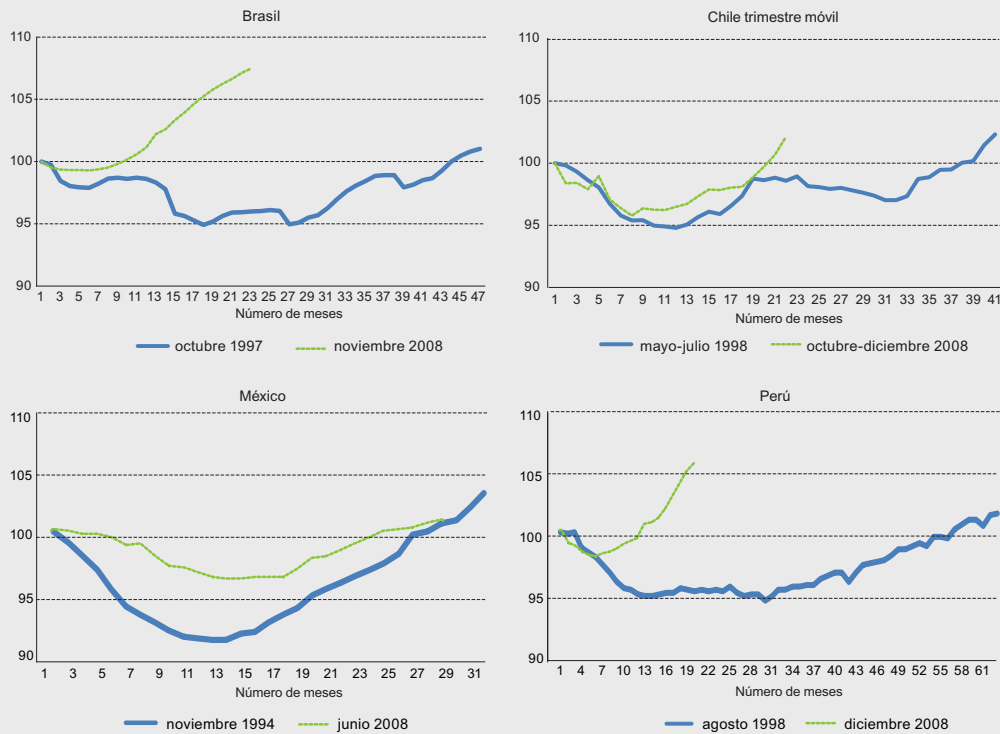 Brasil
110
105
100
95
90
1 3 5 7 9 11 13 15 17 19 21 23 25 27 29 31 33 35 37 39 41 43 45 47
Número de meses
octubre 1997 noviembre 2008
Chile trimestre móvil
110
105
100
95
90
1 3 5 7 9 11 13 15 17 19 21 23 25 27 29 31 33 35 37 39 41
Número de meses
mayo-julio 1998 octubre-diciembre 2008
México
110
105
100
95
90
1 3 5 7 9 11 13 15 17 19 21 23 25 27 29 31
Número de meses
noviembre 1994 junio 2008
Perú
110
105
100
95
90
1 4 7 10 13 16 19 22 25 28 31 34 37 40 43 46 49 52 55 58 61
Número de meses
agosto 1998 diciembre 2008